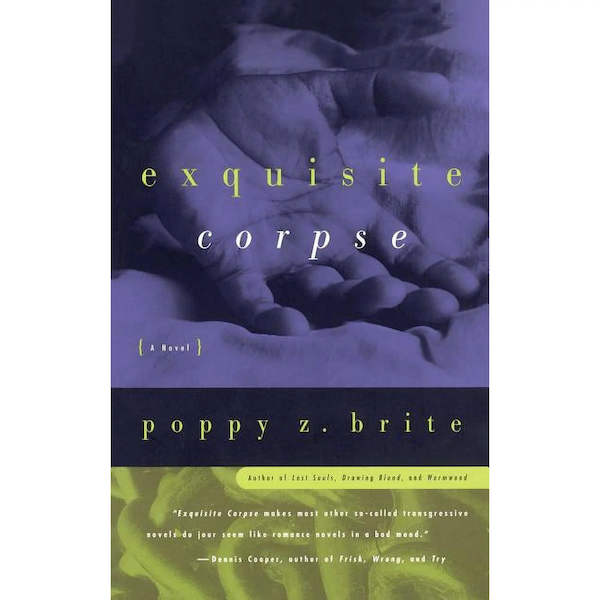 exquisite
corpse
{ A Novel }
poppy z. brite
Author of Lost Souls, Drawing Blood, and Wormwood
"Exquisite Corpse makes most other so-called transgressive
novels du jour seem like romance novels in a bad mood."
—Dennis Cooper, author of Frisk, Wrong, and Try